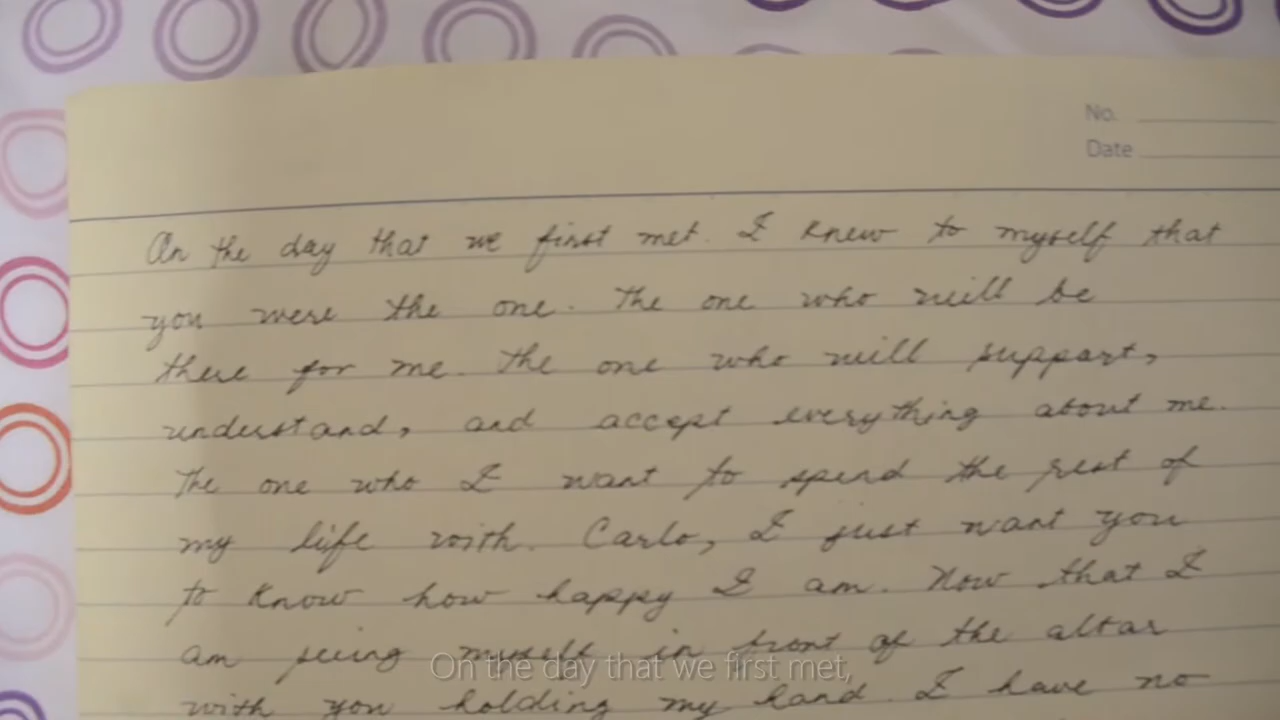 No.
Date
On the day that we first met. I knew to myself that
you were the one. The one who will be
there for me. The one who will support,
understand, and accept everything about me.
The one who I want to spend the rest of
my life with. Carlo, I just want you
to know how happy I am. Now that I
am seeing myself in front of the altar
with you holding my hand. I have no
On the day that we first met,